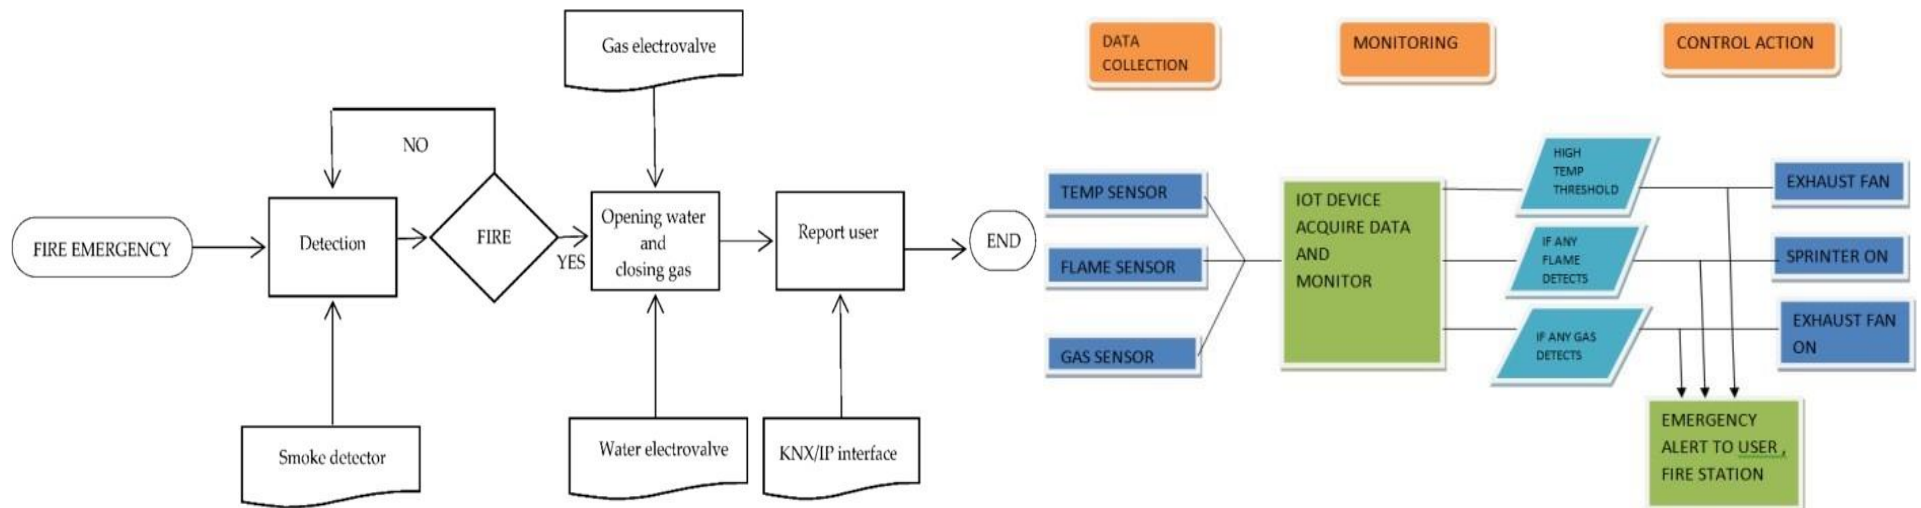 Gas electrovalve
NO
FIRE EMERGENCY
Detection
FIRE
YES
Opening water
and
closing gas
Report user
END
Smoke detector
Water electrovalve
KNX/IP interface
DATA
COLLECTION
MONITORING
CONTROL ACTION
TEMP SENSOR
FLAME SENSOR
GAS SENSOR
IOT DEVICE
ACQUIRE DATA
AND
MONITOR
HIGH
TEMP
THRESHOLD
IF ANY
FLAME
DETECTS
IF ANY GAS
DETECTS
EXHAUST FAN
SPRINTER ON
EXHAUST FAN
ON
EMERGENCY
ALERT TO USER ,
FIRE STATION